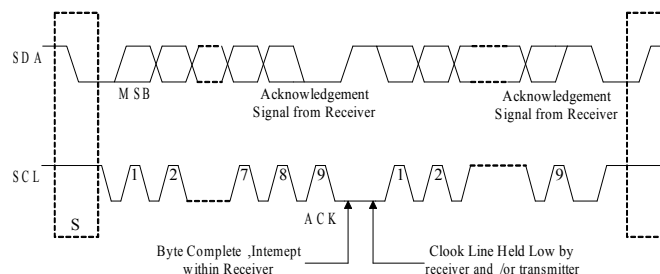 SDA
MSB
Acknowledgement
Signal from Receiver
Acknowledgement
Signal from Receiver
SCL
1 2 7 8 9 1 2 9
S
ACK
Byte Complete ,Intemept
within Receiver
Clook Line Held Low by
receiver and /or transmitter